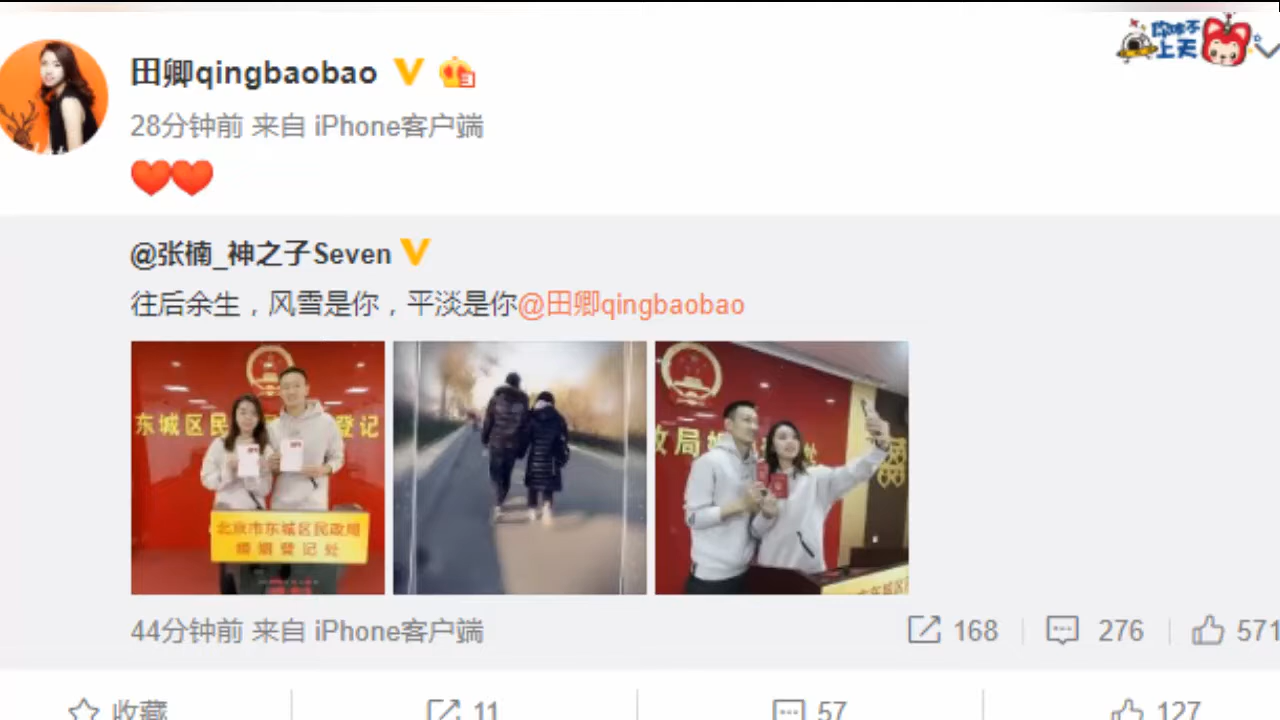 你咋不
上天
田卿qingbaobao
28分钟前 来自 iPhone客户端
@张楠_神之子Seven
往后余生，风雪是你，平淡是你@田卿qingbaobao
东城区民
登记
北京市东城区民政局
婚姻登记处
政局婚
44分钟前 来自 iPhone客户端
168
276
571
收藏
11
57
127